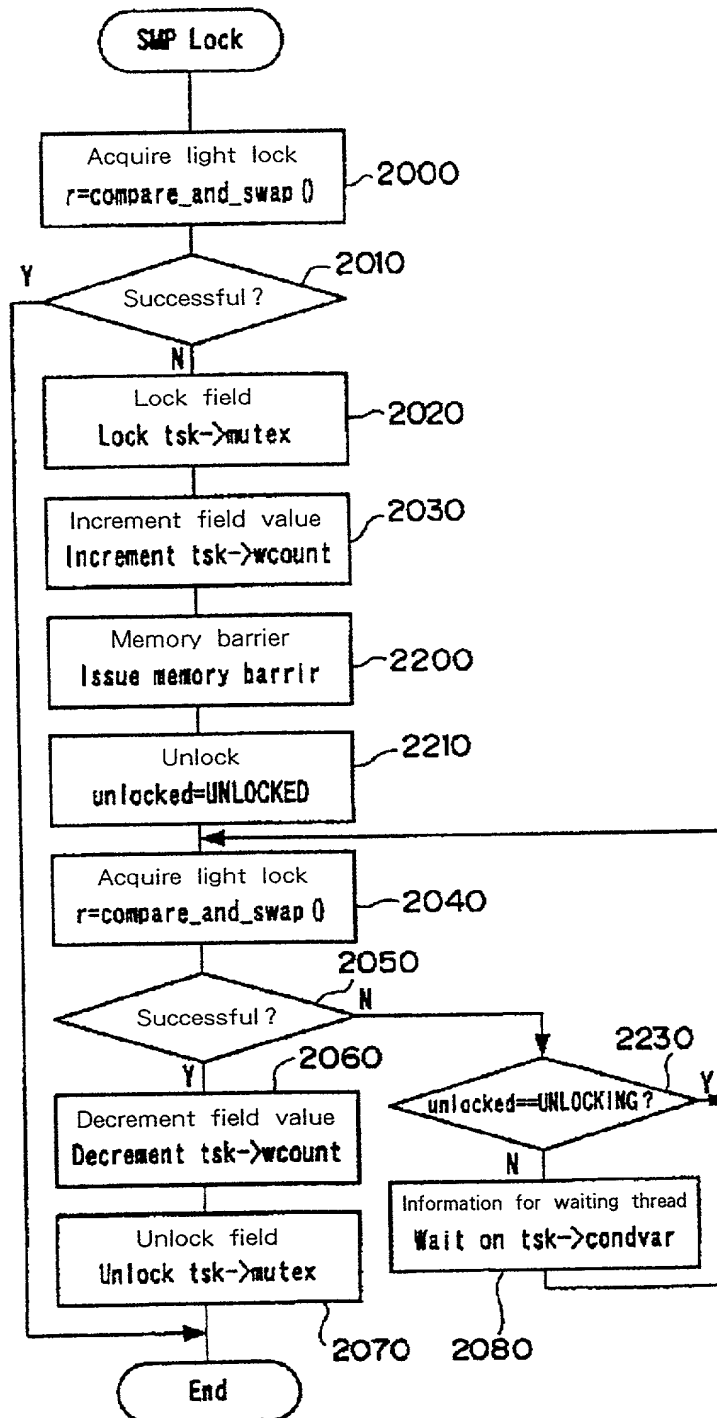 SMP Lock
Acquire light lock
r=compare_and_swap()
2000
2010
Y
Successful?
N
Lock field
Lock tsk->mutex
2020
Increment field value
Increment tsk->wcount
2030
Memory barrier
Issue memory barrir
2200
Unlock
unlocked=UNLOCKED
2210
Acquire light lock
r=compare_and_swap()
2040
2050
Successful?
N
Y
2060
2230
unlocked==UNLOCKING?
Y
Decrement field value
Decrement tsk->wcount
N
Information for waiting thread
Wait on tsk->condvar
Unlock field
Unlock tsk->mutex
2070
2080
End